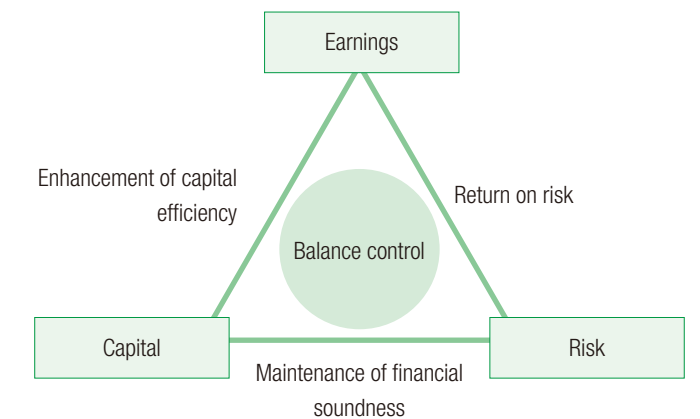 Earnings
Enhancement of capital
efficiency
Return on risk
Balance control
Capital
Risk
Maintenance of financial
soundness